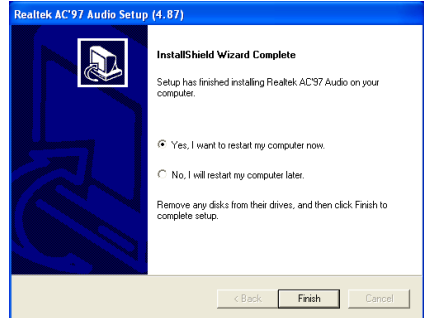 Realtek AC'97 Audio Setup (4.87)
InstallShield Wizard Complete
Setup has finished installing Realtek AC'97 Audio on your
computer.
Yes, I want to restart my computer now.
No, I will restart my computer later.
Remove any disks from their drives, and then click Finish to
complete setup.
< Back
Finish
Cancel